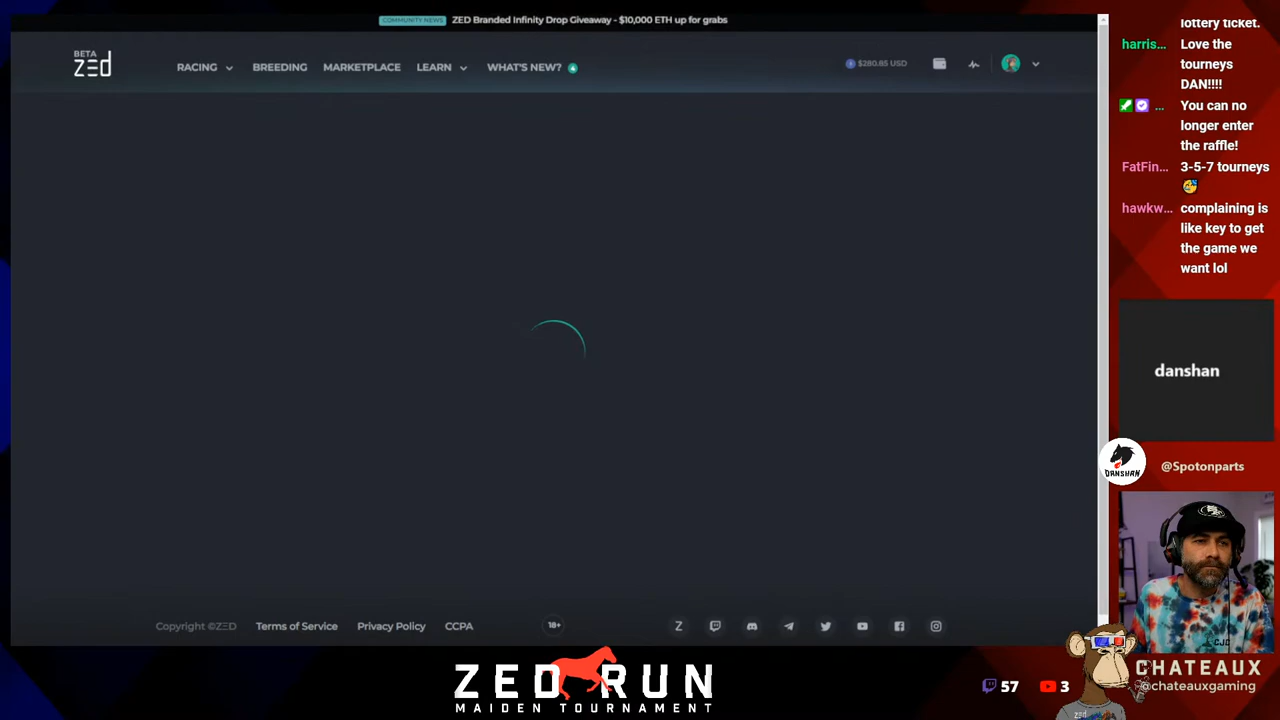 COMMUNITY NEWS ZED Branded Infinity Drop Giveaway - $10,000 ETH up for grabs
BETA
zed
RACING BREEDING MARKETPLACE LEARN WHAT'S NEW?
$280.85 USD
lottery ticket.
harris... Love the
tourneys
DAN!!!!
... You can no
longer enter
the raffle!
FatFin... 3-5-7 tourneys
hawkw... complaining is
like key to get
the game we
want lol
danshan
DANSHAN
@Spotonparts
Copyright ©ZED Terms of Service Privacy Policy CCPA 18+
Z
CJC
ZED RUN
MAIDEN TOURNAMENT
57 3
CHATEAUX
@chateauxgaming
zed